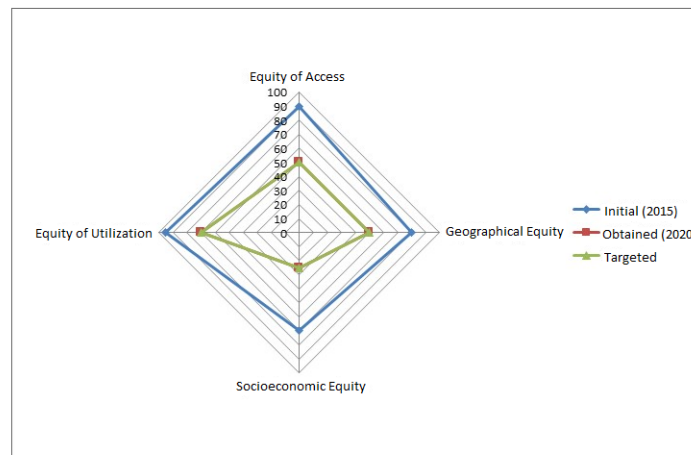 Equity of Access
100
90
80
70
60
50
40
30
20
10
0
Equity of Utilization
Geographical Equity
Socioeconomic Equity
Initial (2015)
Obtained (2020
Targeted